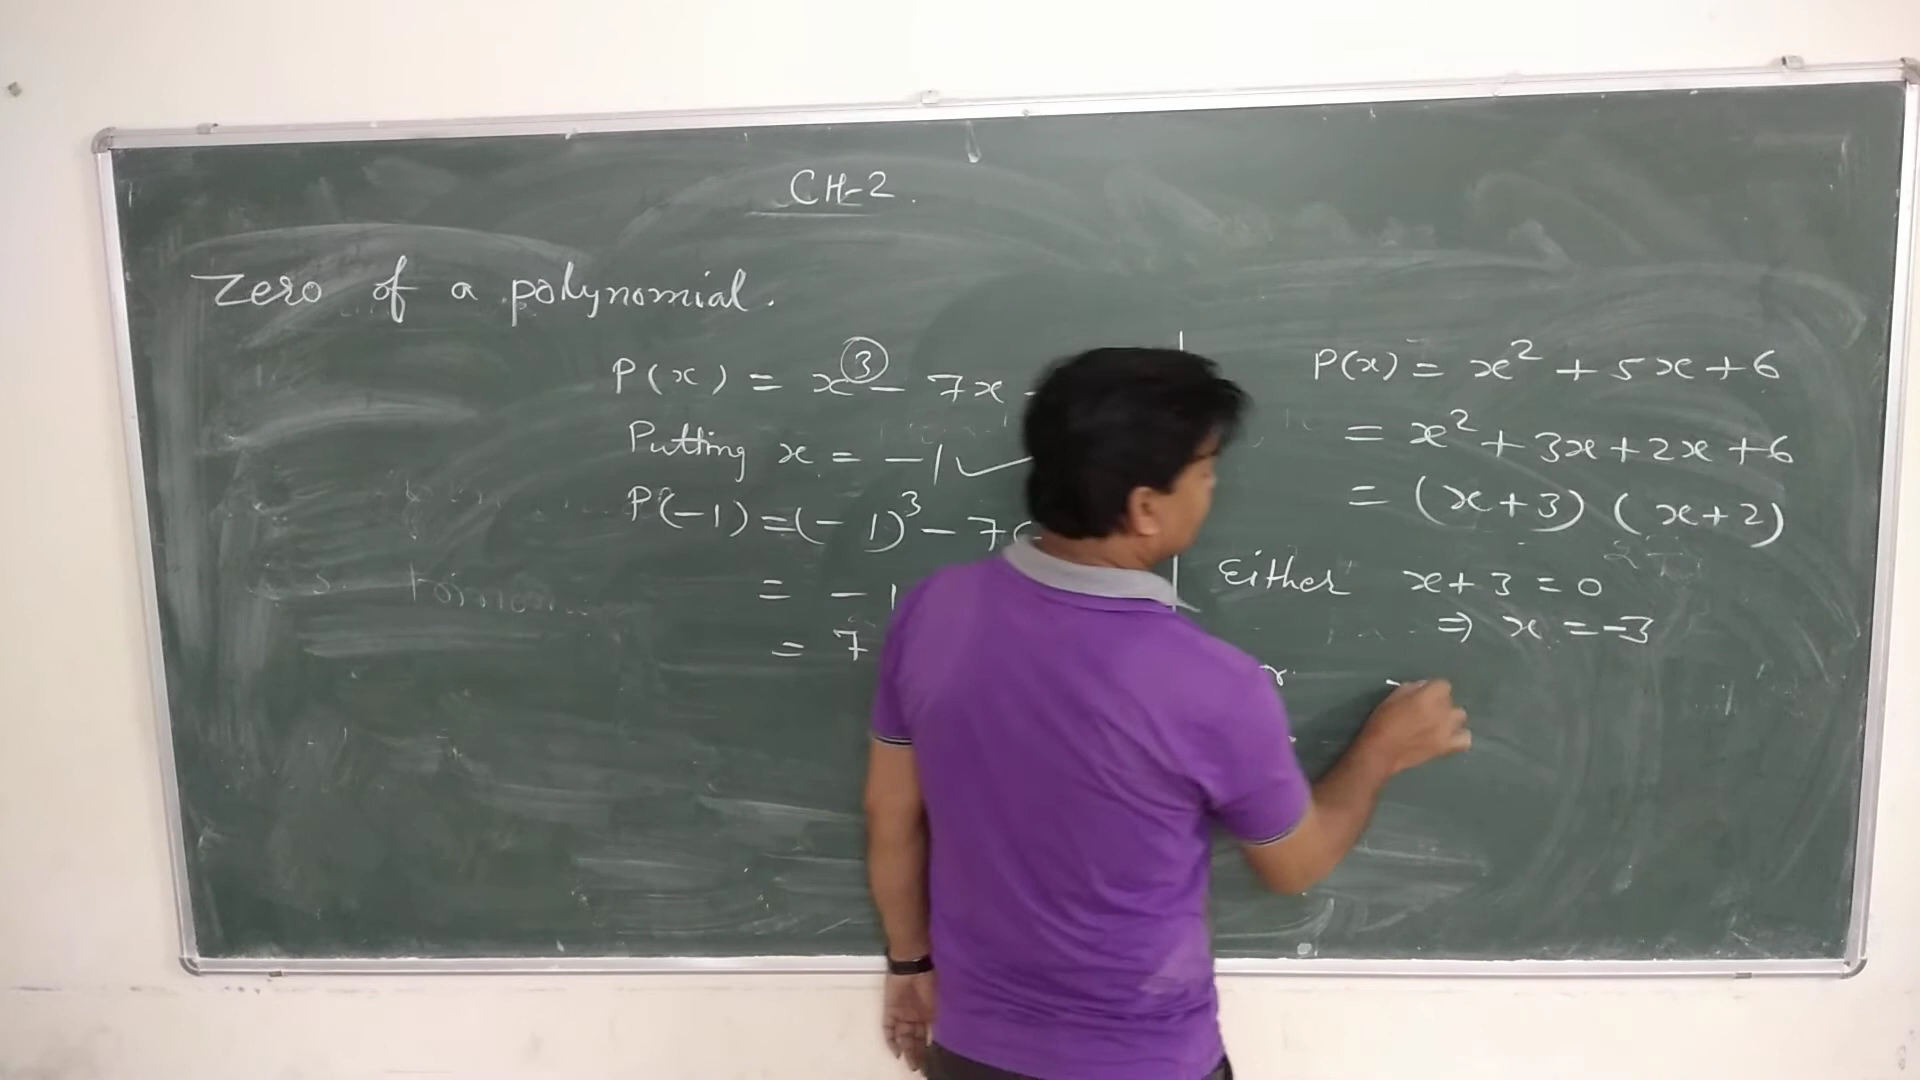 CH-2.
Zero of a polynomial.
P(x) = x³ - 7x
Putting x = -1 ✓
P(-1) = (-1)³ - 7(
= -1
= 7
P(x) = x² + 5x + 6
= x² + 3x + 2x + 6
= (x+3) (x+2)
Either x + 3 = 0
⇒ x = -3